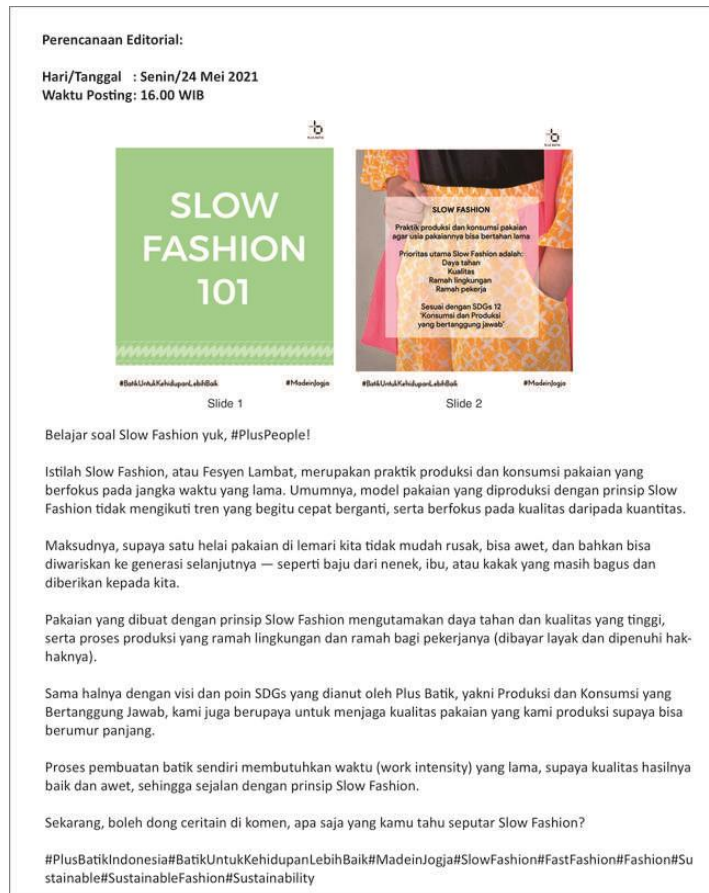 Perencanaan Editorial:
Hari/Tanggal : Senin/24 Mei 2021
Waktu Posting: 16.00 WIB
SLOW
FASHION
101
#BatikUntukKehidupanLebihBaik #MadeinJogja
Slide 1
SLOW FASHION
Praktik produksi dan konsumsi pakaian
agar usia pakaiannya bisa bertahan lama
Prioritas utama Slow Fashion adalah:
Daya tahan
Kualitas
Ramah lingkungan
Ramah pekerja
Sesuai dengan SDGs 12
'Konsumsi dan Produksi
yang bertanggung jawab'
#BatikUntukKehidupanLebihBaik #MadeinJogja
Slide 2
Belajar soal Slow Fashion yuk, #PlusPeople!
Istilah Slow Fashion, atau Fesyen Lambat, merupakan praktik produksi dan konsumsi pakaian yang
berfokus pada jangka waktu yang lama. Umumnya, model pakaian yang diproduksi dengan prinsip Slow
Fashion tidak mengikuti tren yang begitu cepat berganti, serta berfokus pada kualitas daripada kuantitas.
Maksudnya, supaya satu helai pakaian di lemari kita tidak mudah rusak, bisa awet, dan bahkan bisa
diwariskan ke generasi selanjutnya — seperti baju dari nenek, ibu, atau kakak yang masih bagus dan
diberikan kepada kita.
Pakaian yang dibuat dengan prinsip Slow Fashion mengutamakan daya tahan dan kualitas yang tinggi,
serta proses produksi yang ramah lingkungan dan ramah bagi pekerjanya (dibayar layak dan dipenuhi hak-
haknya).
Sama halnya dengan visi dan poin SDGs yang dianut oleh Plus Batik, yakni Produksi dan Konsumsi yang
Bertanggung Jawab, kami juga berupaya untuk menjaga kualitas pakaian yang kami produksi supaya bisa
berumur panjang.
Proses pembuatan batik sendiri membutuhkan waktu (work intensity) yang lama, supaya kualitas hasilnya
baik dan awet, sehingga sejalan dengan prinsip Slow Fashion.
Sekarang, boleh dong ceritain di komen, apa saja yang kamu tahu seputar Slow Fashion?
#PlusBatikIndonesia#BatikUntukKehidupanLebihBaik#MadeinJogja#SlowFashion#FastFashion#Fashion#Su
stainable#SustainableFashion#Sustainability